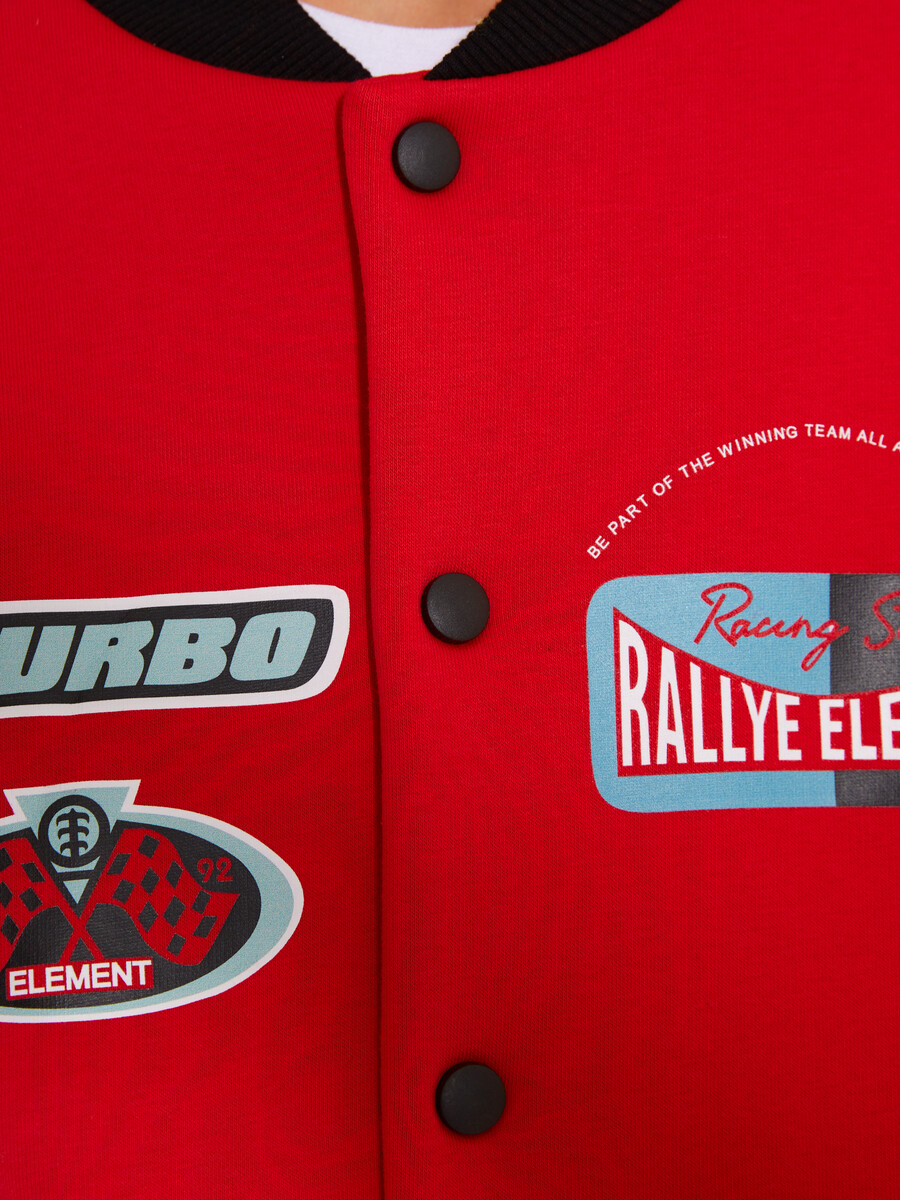 BE PART OF THE WINNING TEAM ALL
URBO
Racing
RALLYE ELE
92
ELEMENT